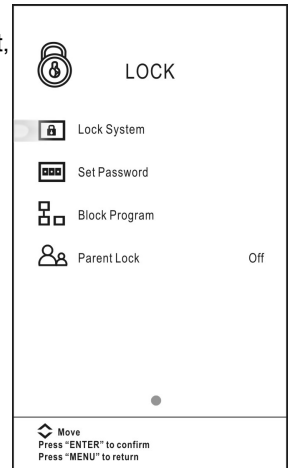 t,
LOCK
Lock System
Set Password
Block Program
Parent Lock Off
Move
Press “ENTER” to confirm
Press “MENU” to return